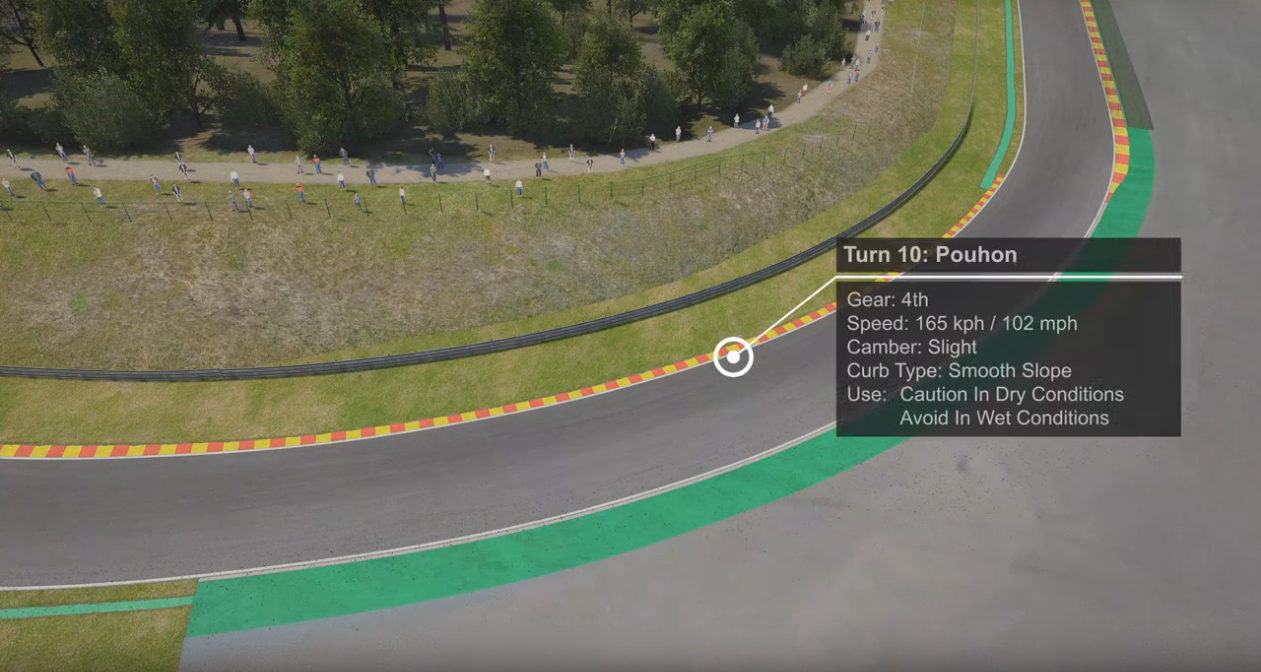 Turn 10: Pouhon
Gear: 4th
Speed: 165 kph / 102 mph
Camber: Slight
Curb Type: Smooth Slope
Use: Caution In Dry Conditions
Avoid In Wet Conditions